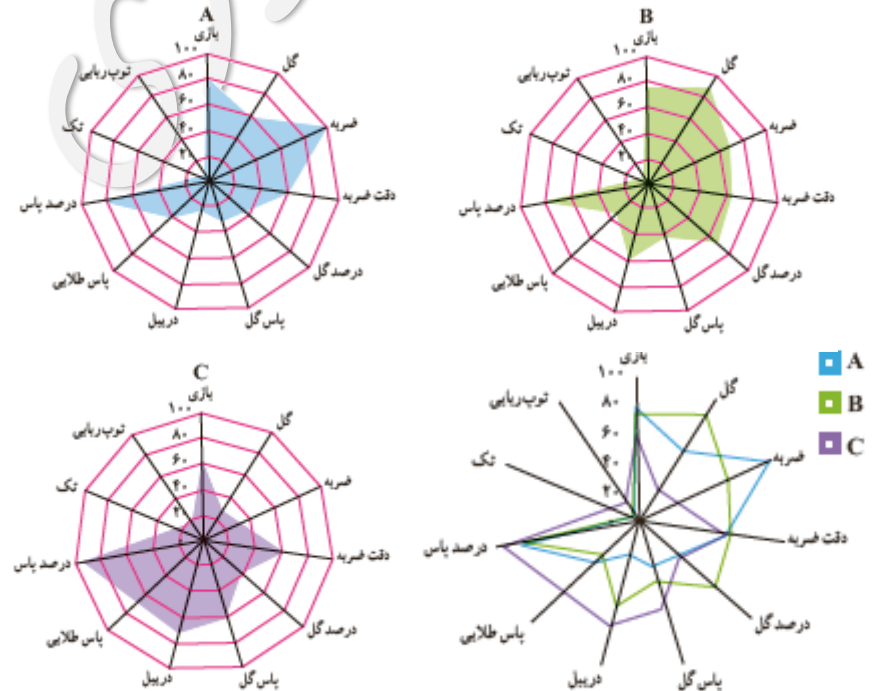 A
بازی
گل
ضربه
دقت ضربه
درصد گل
پاس گل
دریبل
پاس طلایی
درصد پاس
تک
توپ ربایی
۱۰۰
۸۰
۶۰
۴۰
۲۰
B
بازی
گل
ضربه
دقت ضربه
درصد گل
پاس گل
دریبل
پاس طلایی
درصد پاس
تک
توپ ربایی
۱۰۰
۸۰
۶۰
۴۰
۲۰
C
بازی
گل
ضربه
دقت ضربه
درصد گل
پاس گل
دریبل
پاس طلایی
درصد پاس
تک
توپ ربایی
۱۰۰
۸۰
۶۰
۴۰
بازی
گل
ضربه
دقت ضربه
درصد گل
پاس گل
دریبل
پاس طلایی
درصد پاس
تک
توپ ربایی
۱۰۰
۸۰
۶۰
۴۰
۲۰
A
B
C